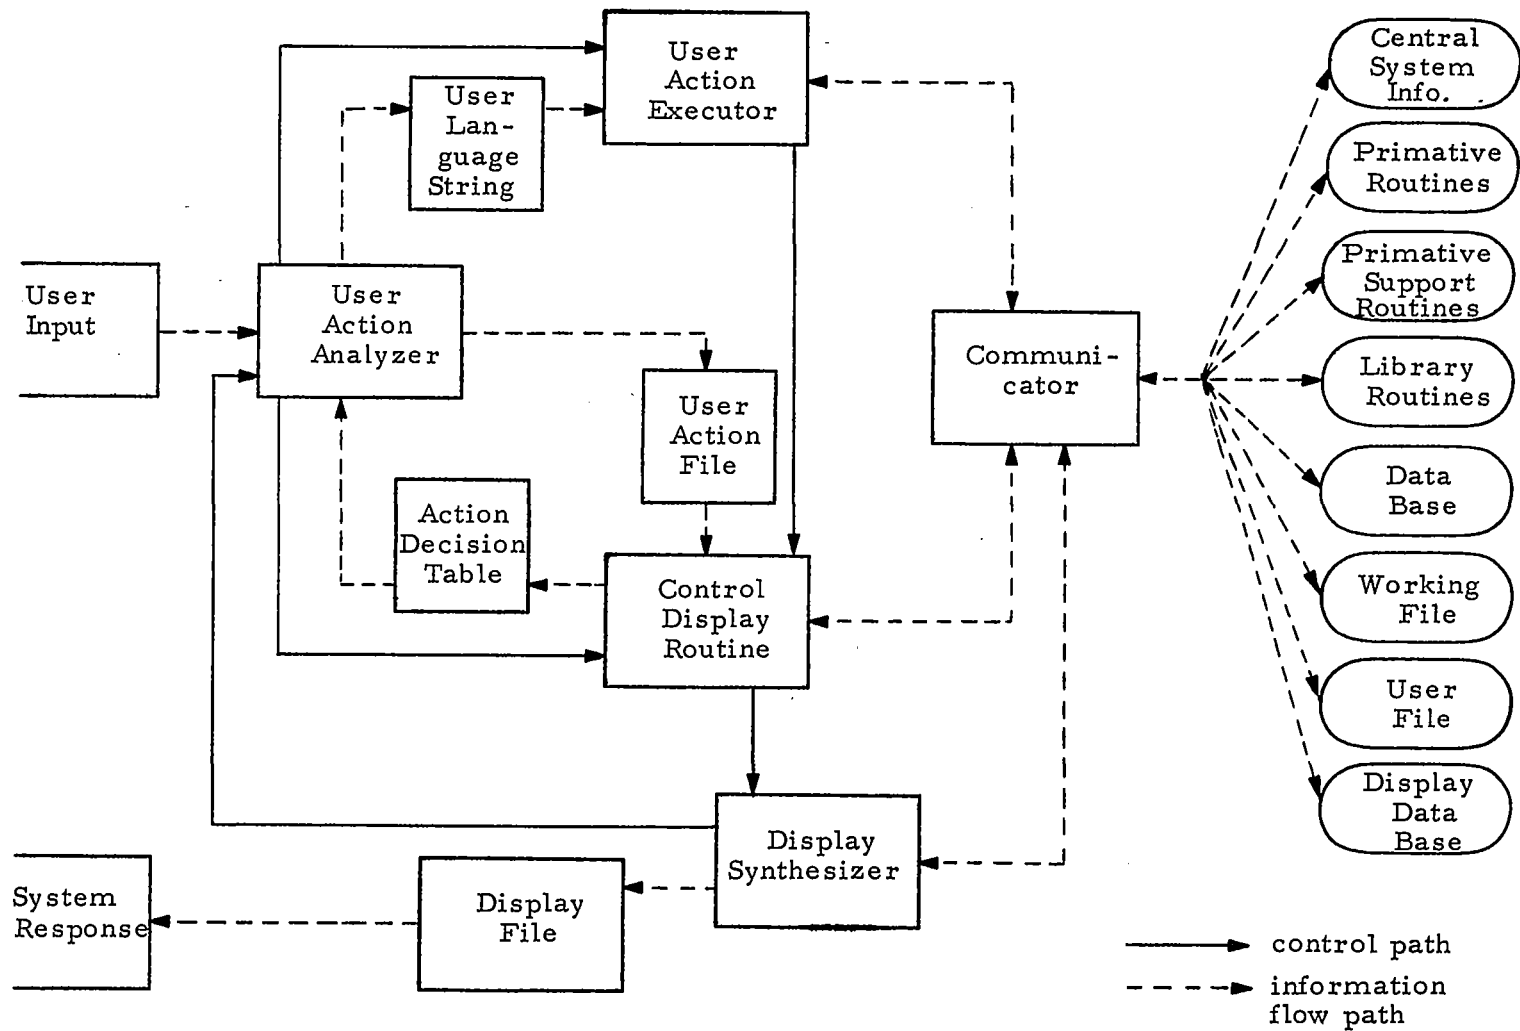 User
Action
Executor
User
Lan-
guage
String
User
Input
User
Action
Analyzer
User
Action
File
Action
Decision
Table
Control
Display
Routine
Communi-
cator
Display
Synthesizer
Display
File
System
Response
Central
System
Info.
Primative
Routines
Primative
Support
Routines
Library
Routines
Data
Base
Working
File
User
File
Display
Data
Base
control path
information
flow path